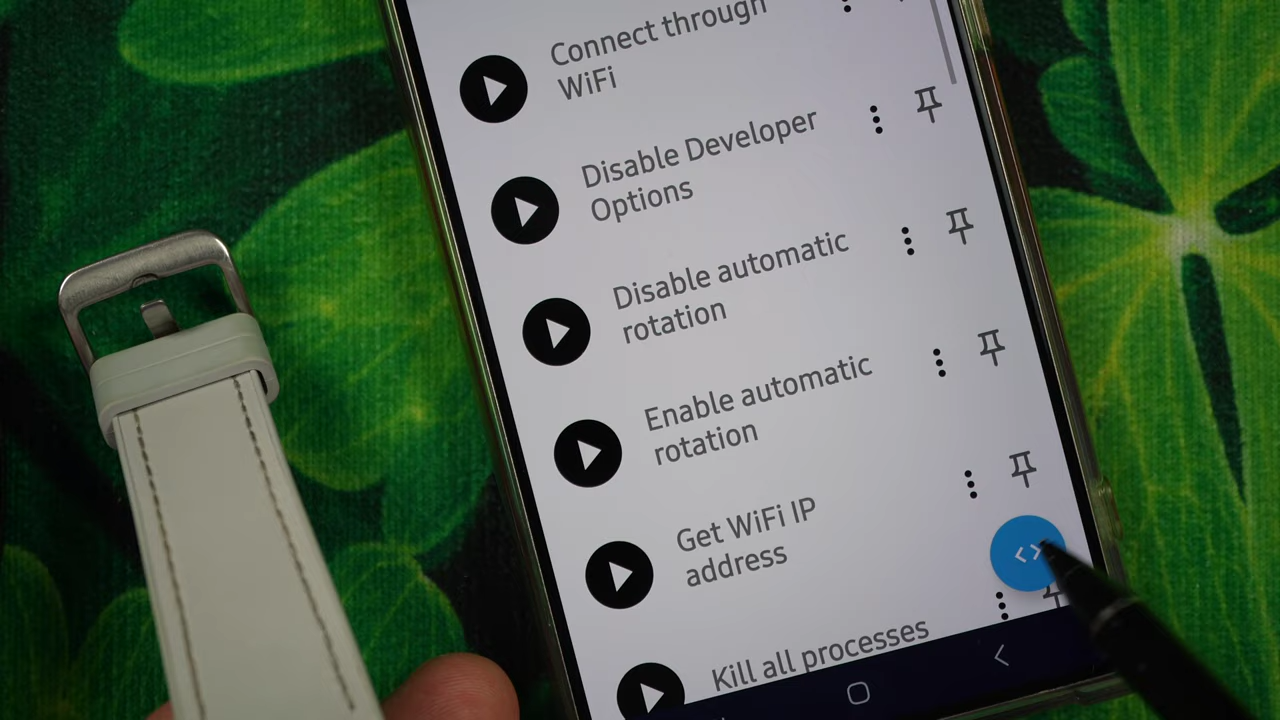 Connect through
WiFi
Disable Developer
Options
Disable automatic
rotation
Enable automatic
rotation
Get WiFi IP
address
Kill all processes